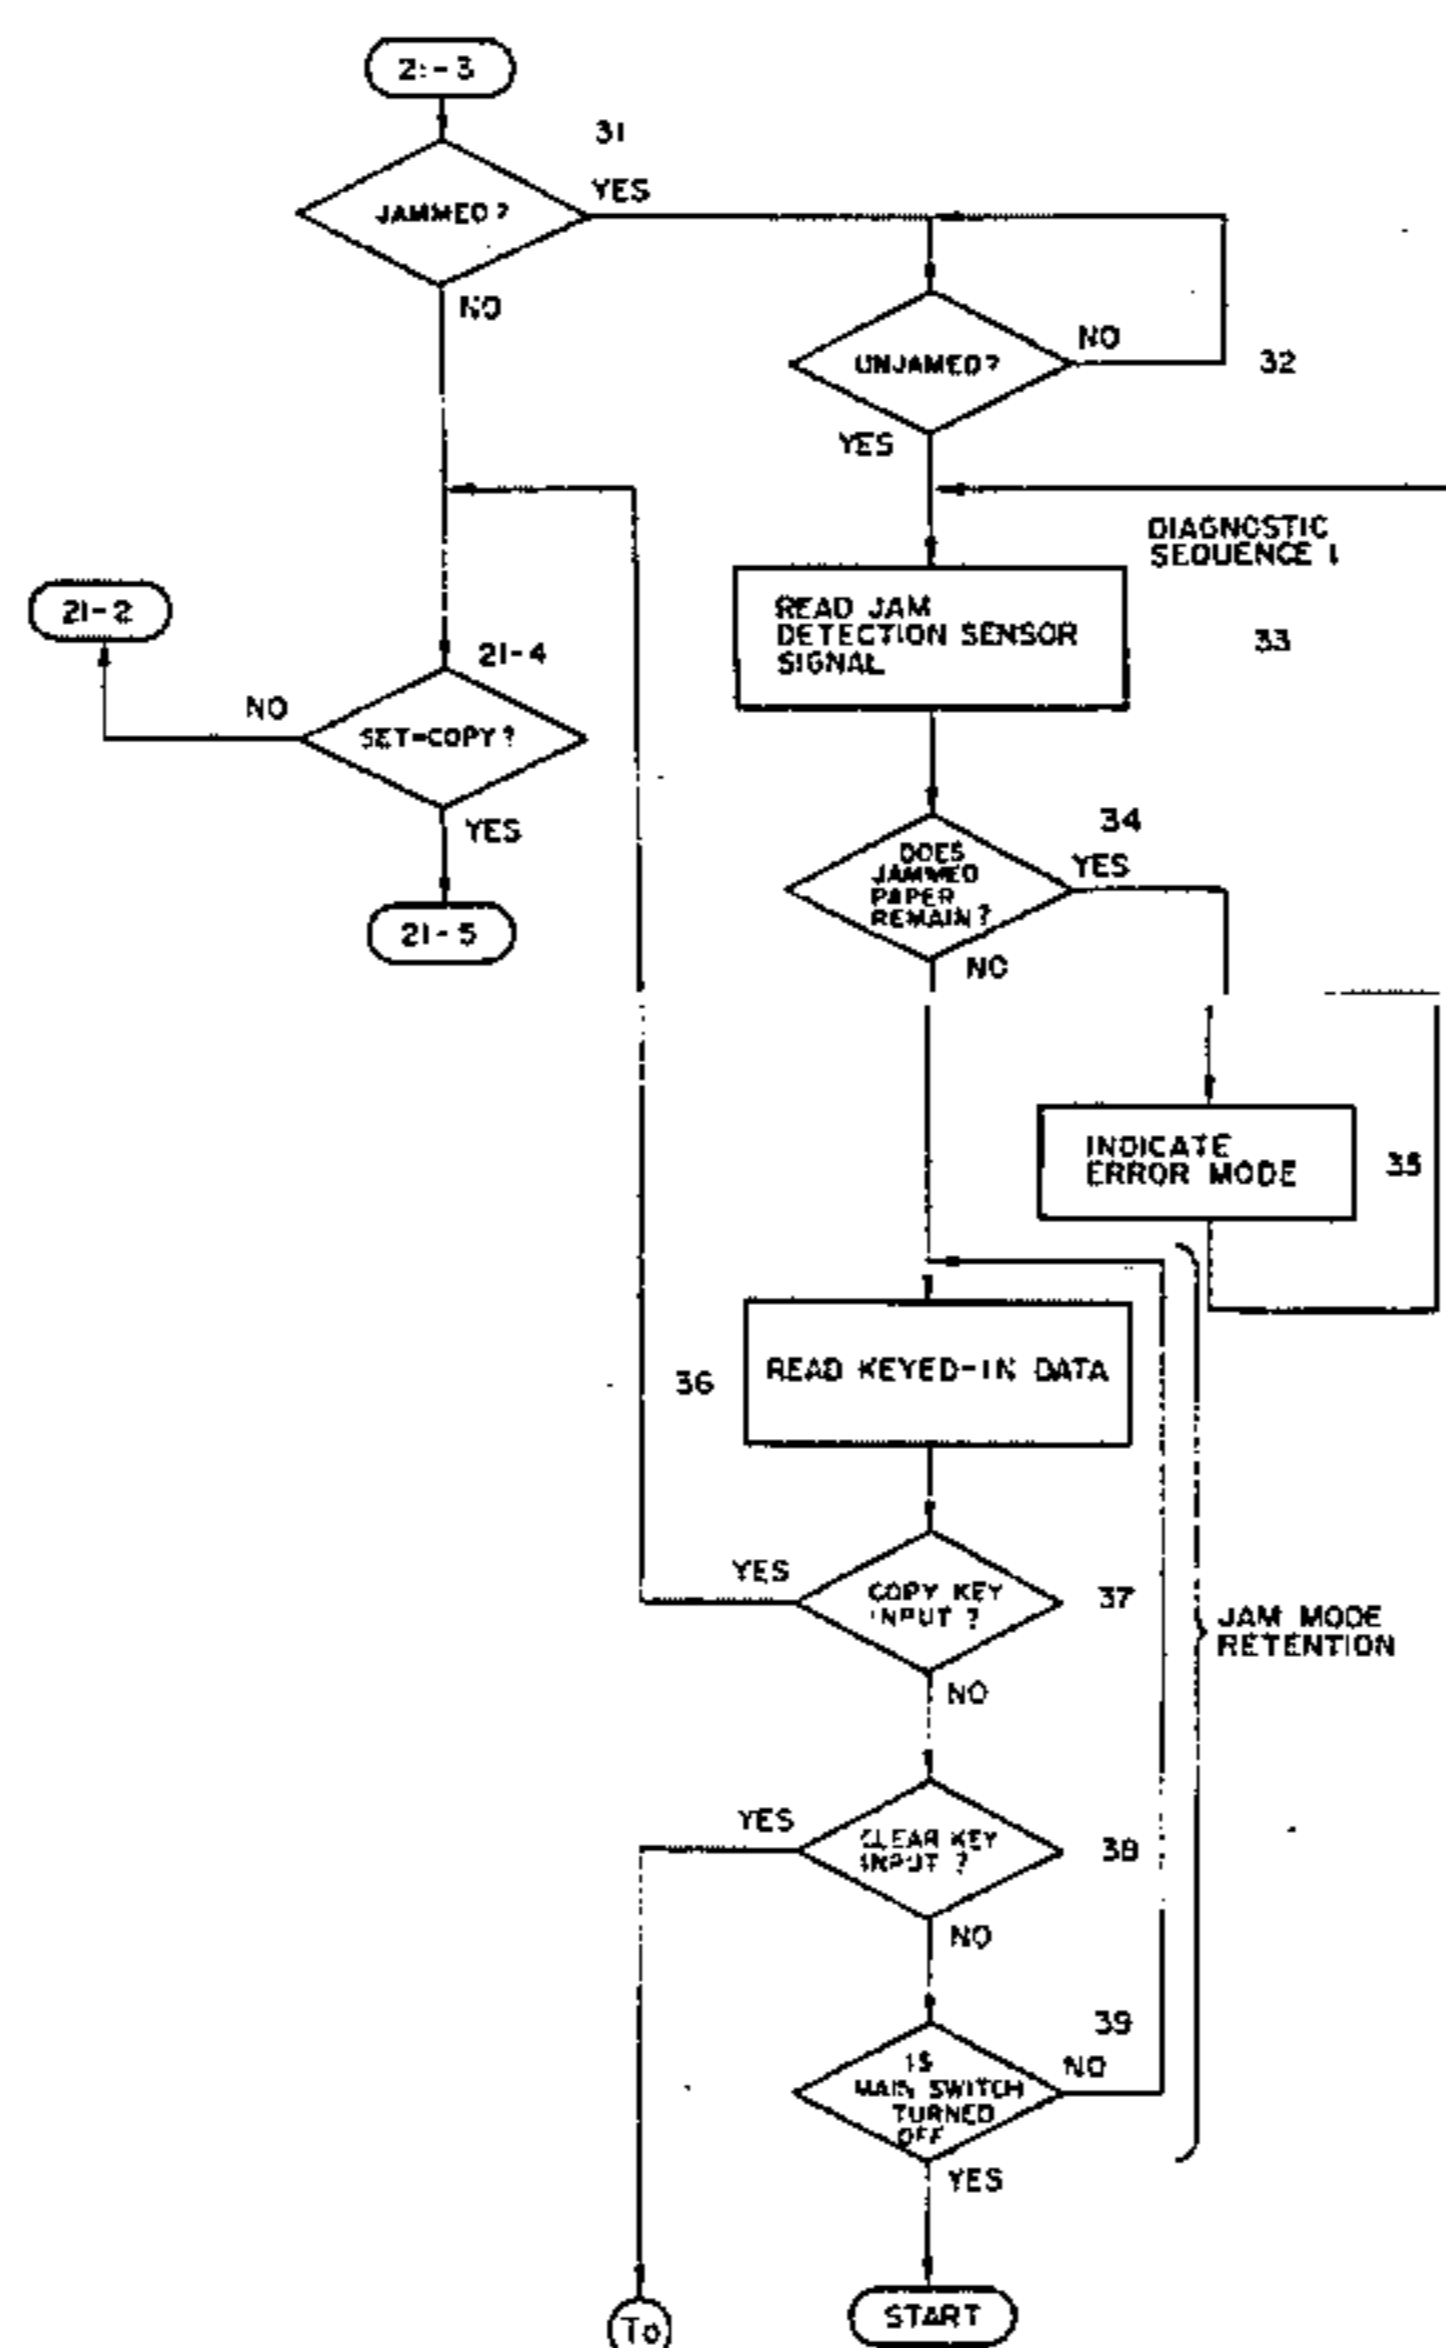 21-3
31
JAMMED?
YES
NO
UNJAMED?
NO
32
YES
DIAGNOSTIC
SEQUENCE 1
21-2
READ JAM
DETECTION SENSOR
SIGNAL
33
21-4
NO
SET=COPY?
YES
34
DOES
JAMMED
PAPER
REMAIN?
YES
21-5
NO
INDICATE
ERROR MODE
35
36
READ KEYED-IN DATA
YES
COPY KEY
INPUT ?
37
JAM MODE
RETENTION
NO
YES
CLEAR KEY
INPUT ?
38
NO
39
IS
MAIN SWITCH
TURNED
OFF
NO
YES
START
To